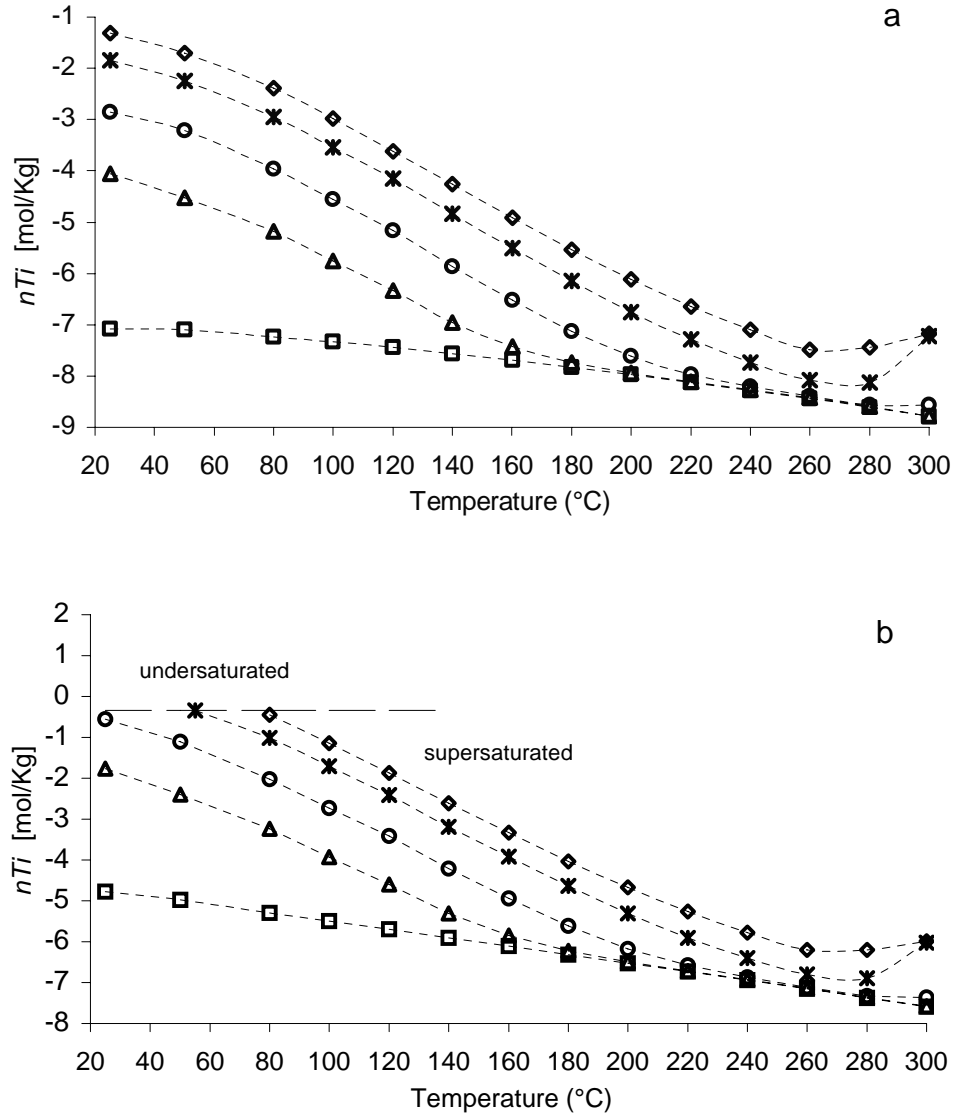 a
-1
-2
-3
-4
-5
-6
-7
-8
-9
nTi [mol/Kg]
20 40 60 80 100 120 140 160 180 200 220 240 260 280 300
Temperature (°C)
b
2
1
0
-1
-2
-3
-4
-5
-6
-7
-8
nTi [mol/Kg]
undersaturated
supersaturated
20 40 60 80 100 120 140 160 180 200 220 240 260 280 300
Temperature (°C)